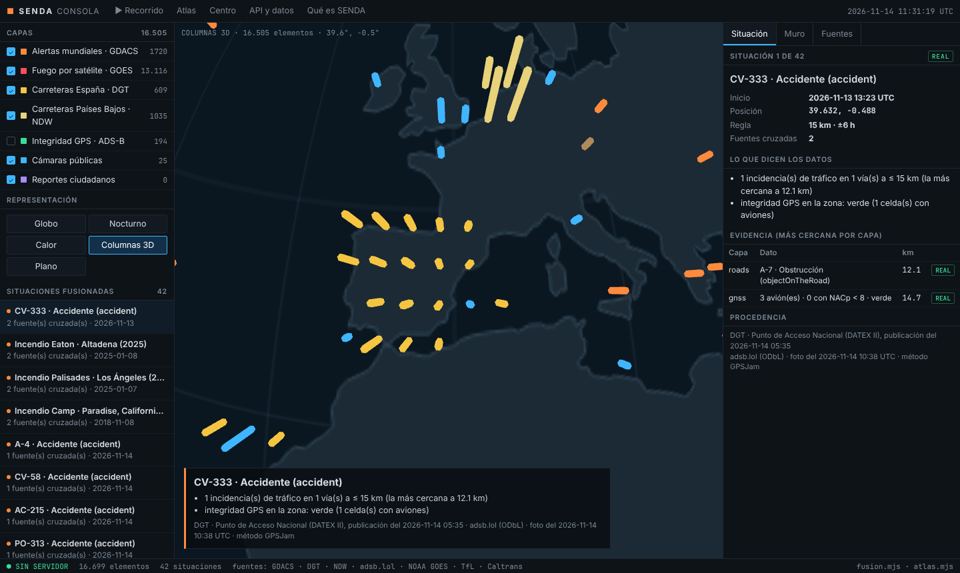 SENDA CONSOLA
▶ Recorrido
Atlas
Centro
API y datos
Qué es SENDA
2026-11-14 11:31:19 UTC
CAPAS 16.505
Alertas mundiales · GDACS 1720
Fuego por satélite · GOES 13.116
Carreteras España · DGT 609
Carreteras Países Bajos ·
NDW 1035
Integridad GPS · ADS-B 194
Cámaras públicas 25
Reportes ciudadanos 0
REPRESENTACIÓN
Globo Nocturno
Calor Columnas 3D
Plano
SITUACIONES FUSIONADAS 42
CV-333 · Accidente (accident)
2 fuente(s) cruzada(s) · 2026-11-13
Incendio Eaton · Altadena (2025)
2 fuente(s) cruzada(s) · 2025-01-08
Incendio Palisades · Los Ángeles (2...
2 fuente(s) cruzada(s) · 2025-01-07
Incendio Camp · Paradise, Californi...
2 fuente(s) cruzada(s) · 2018-11-08
A-4 · Accidente (accident)
1 fuente(s) cruzada(s) · 2026-11-14
CV-58 · Accidente (accident)
1 fuente(s) cruzada(s) · 2026-11-14
AC-215 · Accidente (accident)
1 fuente(s) cruzada(s) · 2026-11-14
PO-313 · Accidente (accident)
1 fuente(s) cruzada(s) · 2026-11-14
COLUMNAS 3D · 16.505 elementos · 39.6°, -0.5°
CV-333 · Accidente (accident)
• 1 incidencia(s) de tráfico en 1 vía(s) a ≤ 15 km (la más cercana a 12.1 km)
• integridad GPS en la zona: verde (1 celda(s) con aviones)
DGT · Punto de Acceso Nacional (DATEX II), publicación del 2026-11-14 05:35 · adsb.lol (ODbL) · foto del 2026-11-14
10:38 UTC · método GPSJam
Situación Muro Fuentes
SITUACIÓN 1 DE 42 REAL
CV-333 · Accidente (accident)
Inicio 2026-11-13 13:23 UTC
Posición 39.632, -0.488
Regla 15 km · ±6 h
Fuentes cruzadas 2
LO QUE DICEN LOS DATOS
• 1 incidencia(s) de tráfico en 1 vía(s) a ≤ 15 km (la más
cercana a 12.1 km)
• integridad GPS en la zona: verde (1 celda(s) con
aviones)
EVIDENCIA (MÁS CERCANA POR CAPA)
Capa Dato km
roads A-7 · Obstrucción 12.1 REAL
(objectOnTheRoad)
gnss 3 avión(es) · 0 con NACp < 8 · verde 14.7 REAL
PROCEDENCIA
DGT · Punto de Acceso Nacional (DATEX II), publicación del
2026-11-14 05:35
adsb.lol (ODbL) · foto del 2026-11-14 10:38 UTC · método
GPSJam
SIN SERVIDOR 16.699 elementos 42 situaciones fuentes: GDACS · DGT · NDW · adsb.lol · NOAA GOES · TfL · Caltrans
fusion.mjs · atlas.mjs